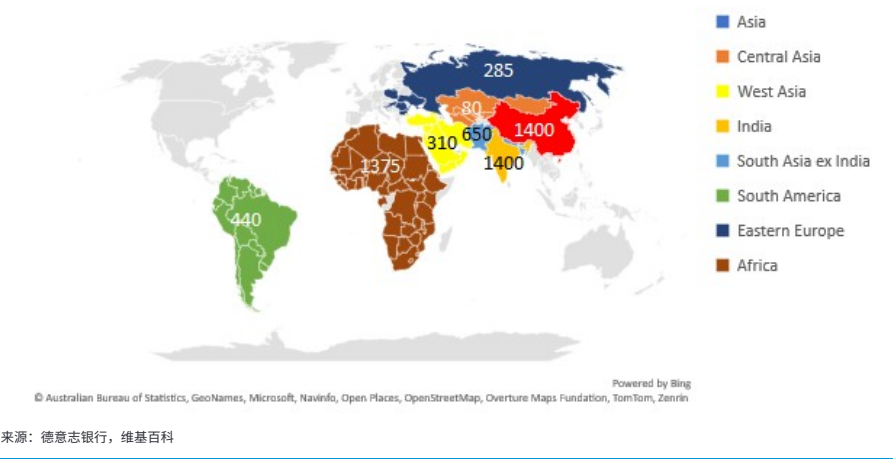 Asia
Central Asia
West Asia
India
South Asia ex India
South America
Eastern Europe
Africa
285
80
1400
650
310
1400
1375
440
Powered by Bing
© Australian Bureau of Statistics, GeoNames, Microsoft, Navinfo, Open Places, OpenStreetMap, Overture Maps Fundation, TomTom, Zenrin
来源：德意志银行，维基百科